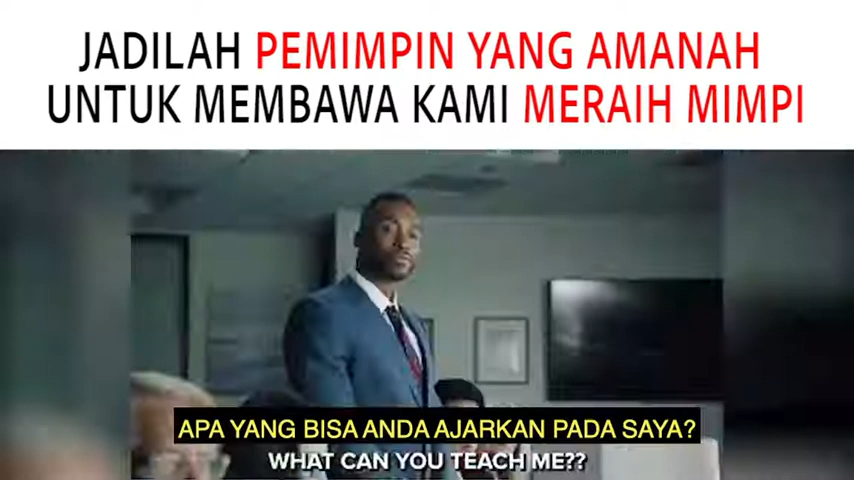 JADILAH PEMIMPIN YANG AMANAH
UNTUK MEMBAWA KAMI MERAIH MIMPI
APA YANG BISA ANDA AJARKAN PADA SAYA?
WHAT CAN YOU TEACH ME??